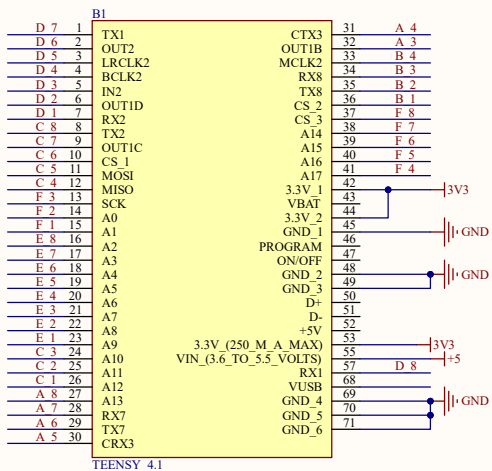 B1
D 7 1 TX1 CTX3 31 A 4
D 6 2 OUT2 OUT1B 32 A 3
D 5 3 LRCLK2 MCLK2 33 B 4
D 4 4 BCLK2 RX8 34 B 3
D 3 5 IN2 TX8 35 B 2
D 2 6 OUT1D CS_2 36 B 1
D 1 7 RX2 CS_3 37 F 8
C 8 8 TX2 A14 38 F 7
C 7 9 OUT1C A15 39 F 6
C 6 10 CS_1 A16 40 F 5
C 5 11 MOSI A17 41 F 4
C 4 12 MISO 3.3V_1 42 3V3
F 3 13 SCK VBAT 43
F 2 14 A0 3.3V_2 44
F 1 15 A1 GND_1 45 GND
E 8 16 A2 PROGRAM 46
E 7 17 A3 ON/OFF 47
E 6 18 A4 GND_2 48 GND
E 5 19 A5 GND_3 49
E 4 20 A6 D+ 50
E 3 21 A7 D- 51
E 2 22 A8 +5V 52
E 1 23 A9 3.3V_(250_M_A_MAX) 53 3V3
C 3 24 A10 VIN_(3.6_TO_5.5_VOLTS) 55 +5
C 2 25 A11 RX1 57 D 8
C 1 26 A12 VUSB 68
A 8 27 A13 GND_4 69 GND
A 7 28 RX7 GND_5 70
A 6 29 TX7 GND_6 71
A 5 30 CRX3
TEENSY_4.1